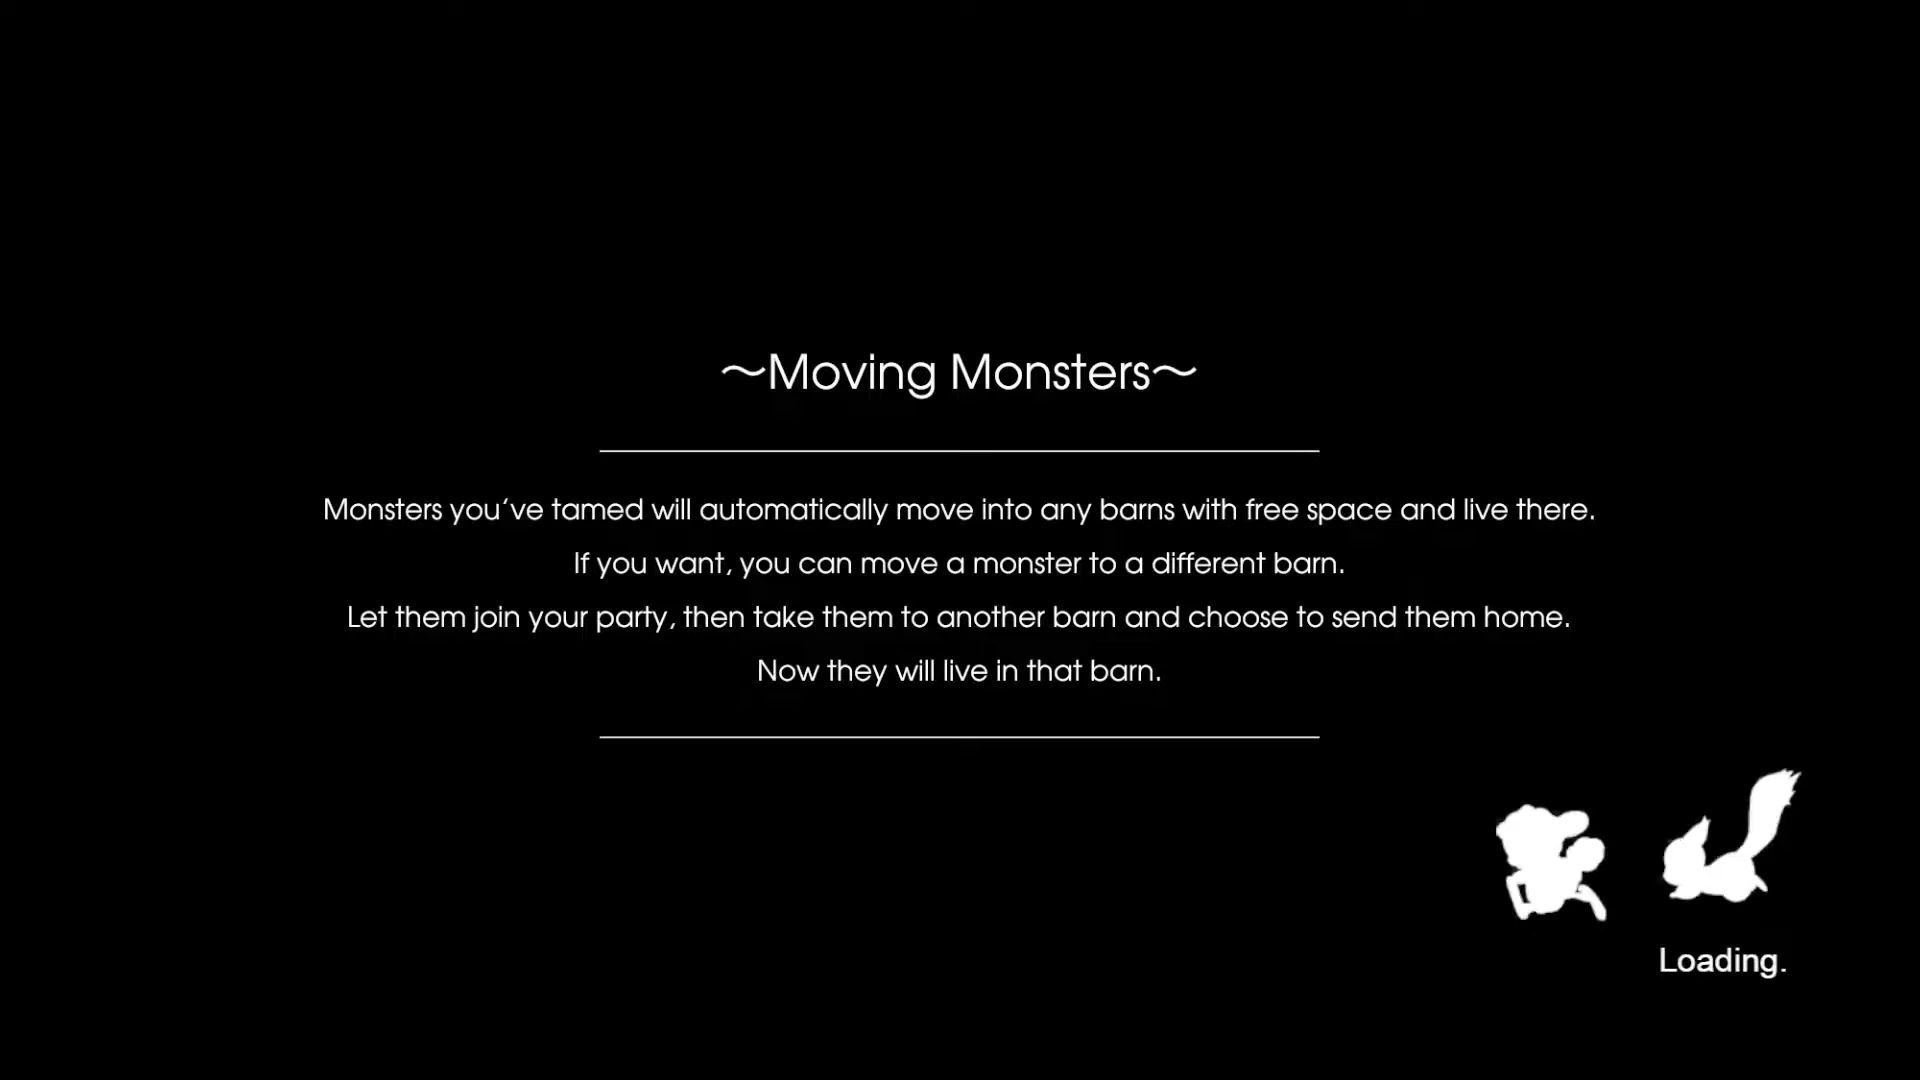 ～Moving Monsters～
Monsters you’ve tamed will automatically move into any barns with free space and live there.
If you want, you can move a monster to a different barn.
Let them join your party, then take them to another barn and choose to send them home.
Now they will live in that barn.
Loading.